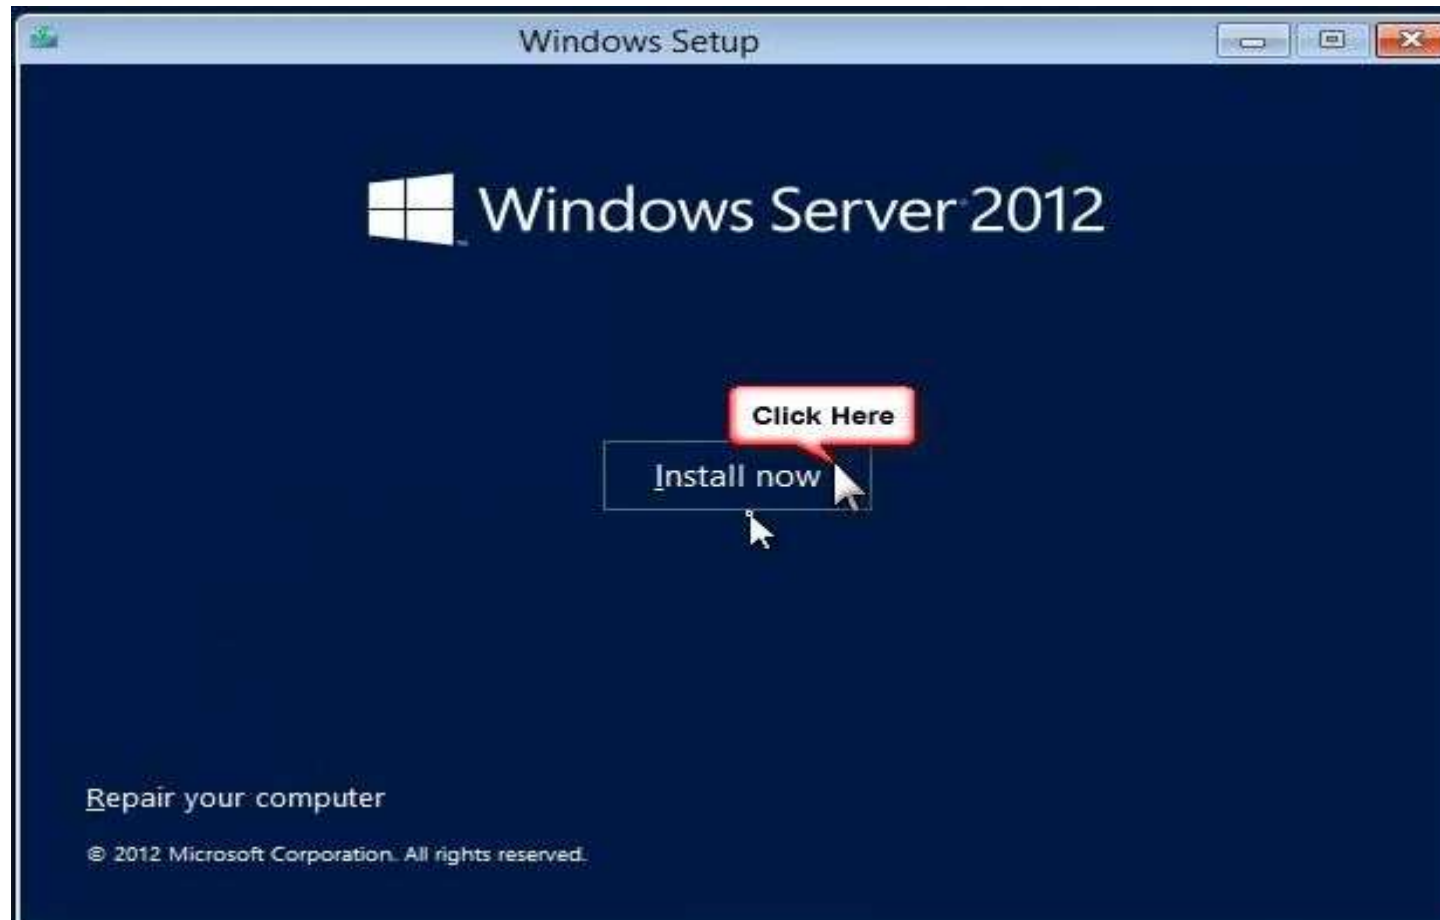 Windows Setup
Windows Server 2012
Click Here
Install now
Repair your computer
© 2012 Microsoft Corporation. All rights reserved.